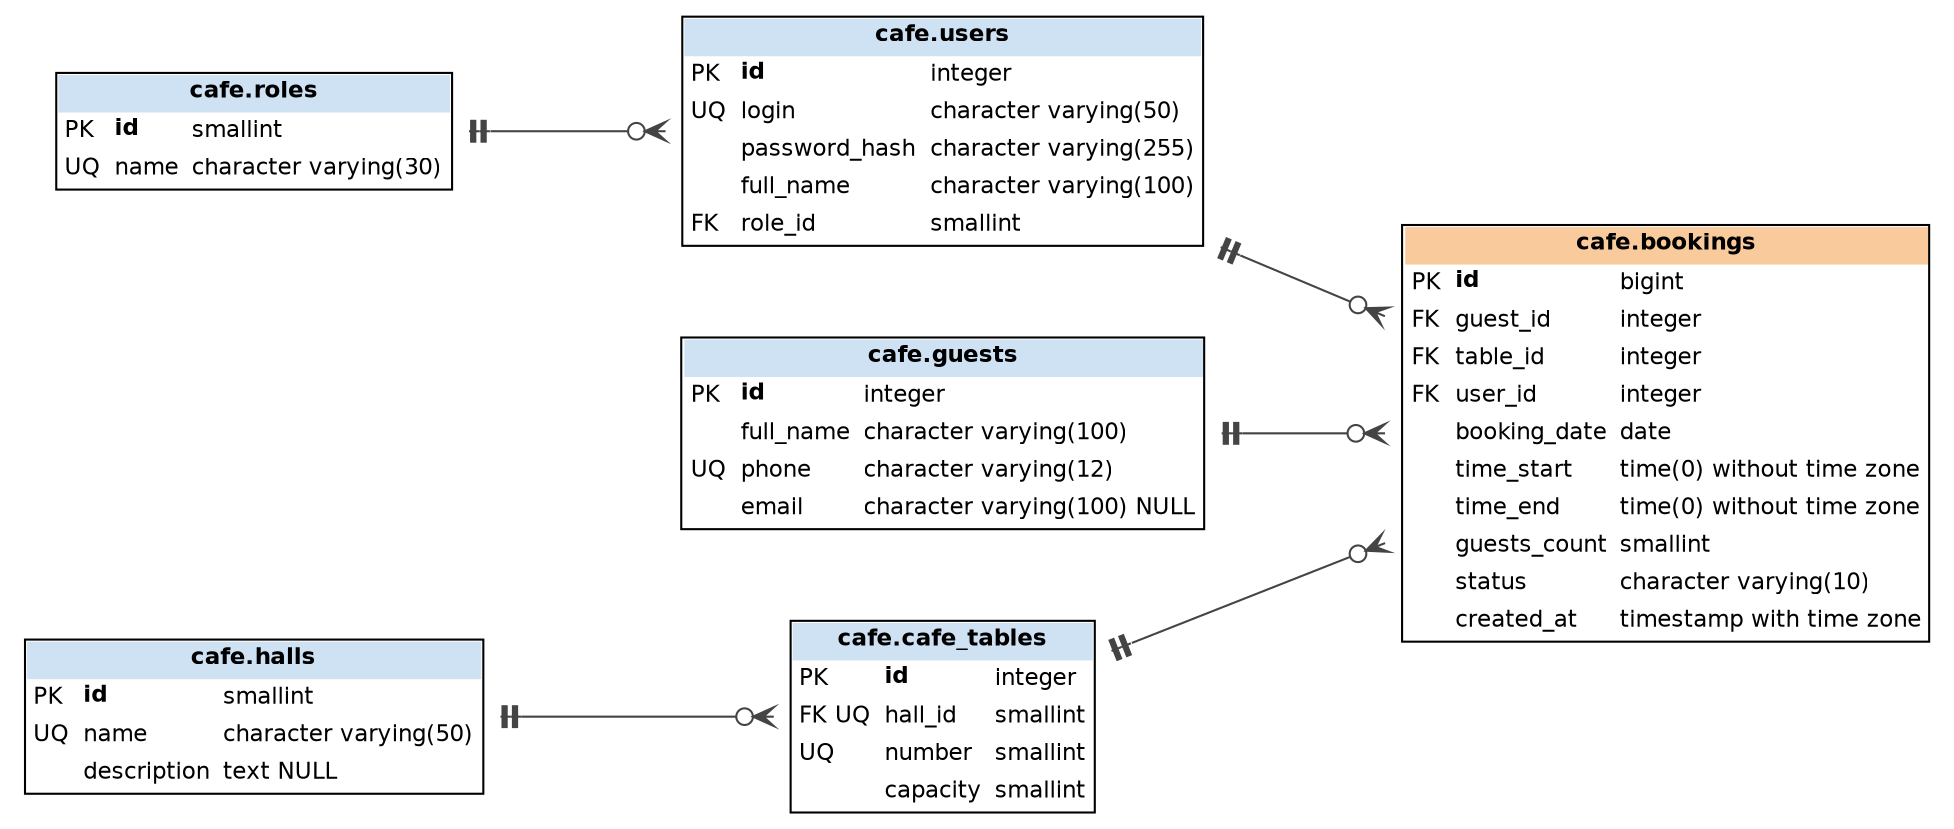 cafe.roles
PK id smallint
UQ name character varying(30)
cafe.users
PK id integer
UQ login character varying(50)
password_hash character varying(255)
full_name character varying(100)
FK role_id smallint
cafe.guests
PK id integer
full_name character varying(100)
UQ phone character varying(12)
email character varying(100) NULL
cafe.halls
PK id smallint
UQ name character varying(50)
description text NULL
cafe.cafe_tables
PK id integer
FK UQ hall_id smallint
UQ number smallint
capacity smallint
cafe.bookings
PK id bigint
FK guest_id integer
FK table_id integer
FK user_id integer
booking_date date
time_start time(0) without time zone
time_end time(0) without time zone
guests_count smallint
status character varying(10)
created_at timestamp with time zone